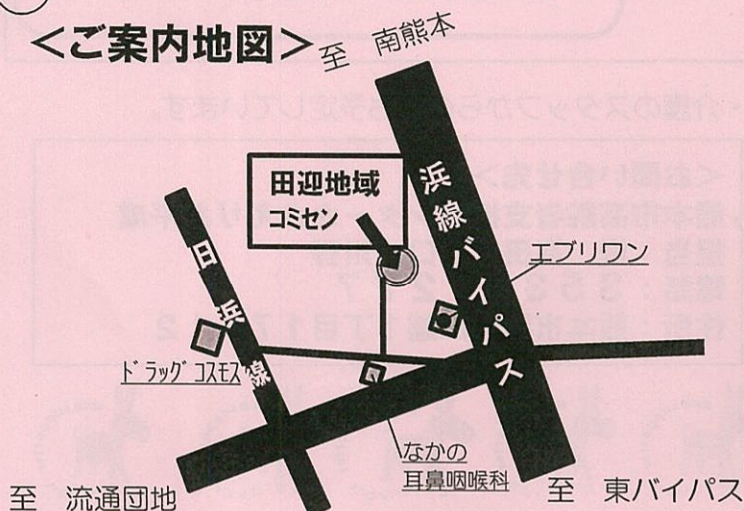 <ご案内地図>
至 南熊本
田迎地域
コミセン
浜線バイパス
エブリワン
旧浜線
ドラッグコスモス
なかの
耳鼻咽喉科
至 流通団地
至 東バイパス